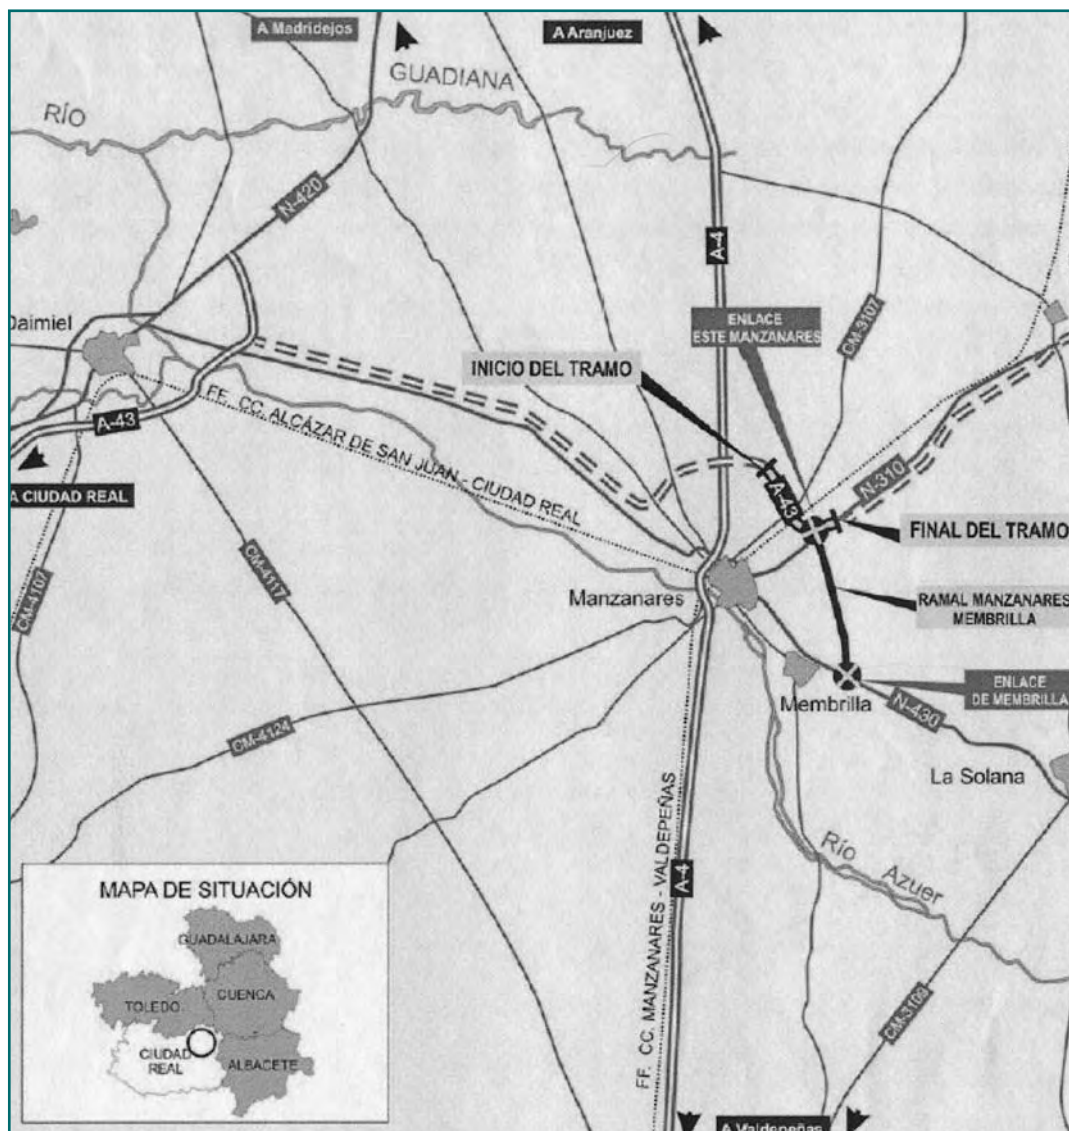 A Madridejos
A Aranjuez
GUADIANA
RÍO
N-420
A-4
Daimiel
ENLACE
ESTE MANZANARES
CM-3107
INICIO DEL TRAMO
A-43
FF. CC. ALCÁZAR DE SAN JUAN - CIUDAD REAL
A CIUDAD REAL
A-43
N-310
FINAL DEL TRAMO
CM-4107
CM-4117
Manzanares
RAMAL MANZANARES
MEMBRILLA
ENLACE
DE MEMBRILLA
Membrilla
N-430
CM-4124
La Solana
FF. CC. MANZANARES - VALDEPEÑAS
A-4
Río
Azuer
MAPA DE SITUACIÓN
GUADALAJARA
TOLEDO
CUENCA
CIUDAD
REAL
ALBACETE
A Valdepeñas